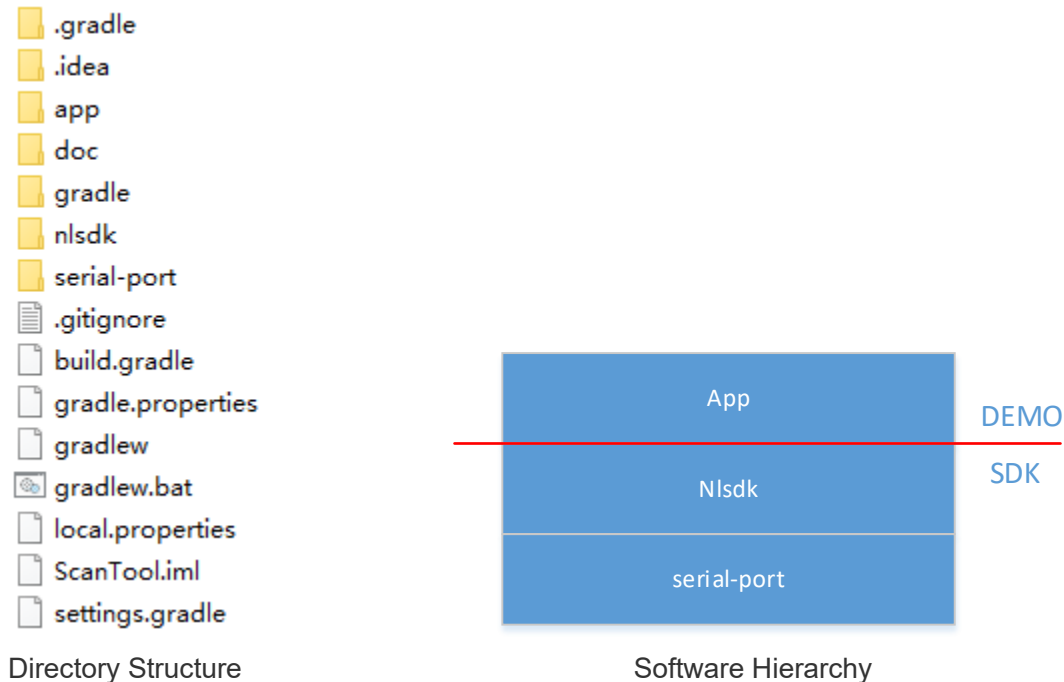 .gradle
.idea
app
doc
gradle
nlsdk
serial-port
.gitignore
build.gradle
gradle.properties
gradlew
gradlew.bat
local.properties
ScanTool.iml
settings.gradle
Directory Structure
App
DEMO
SDK
Nlsdk
serial-port
Software Hierarchy